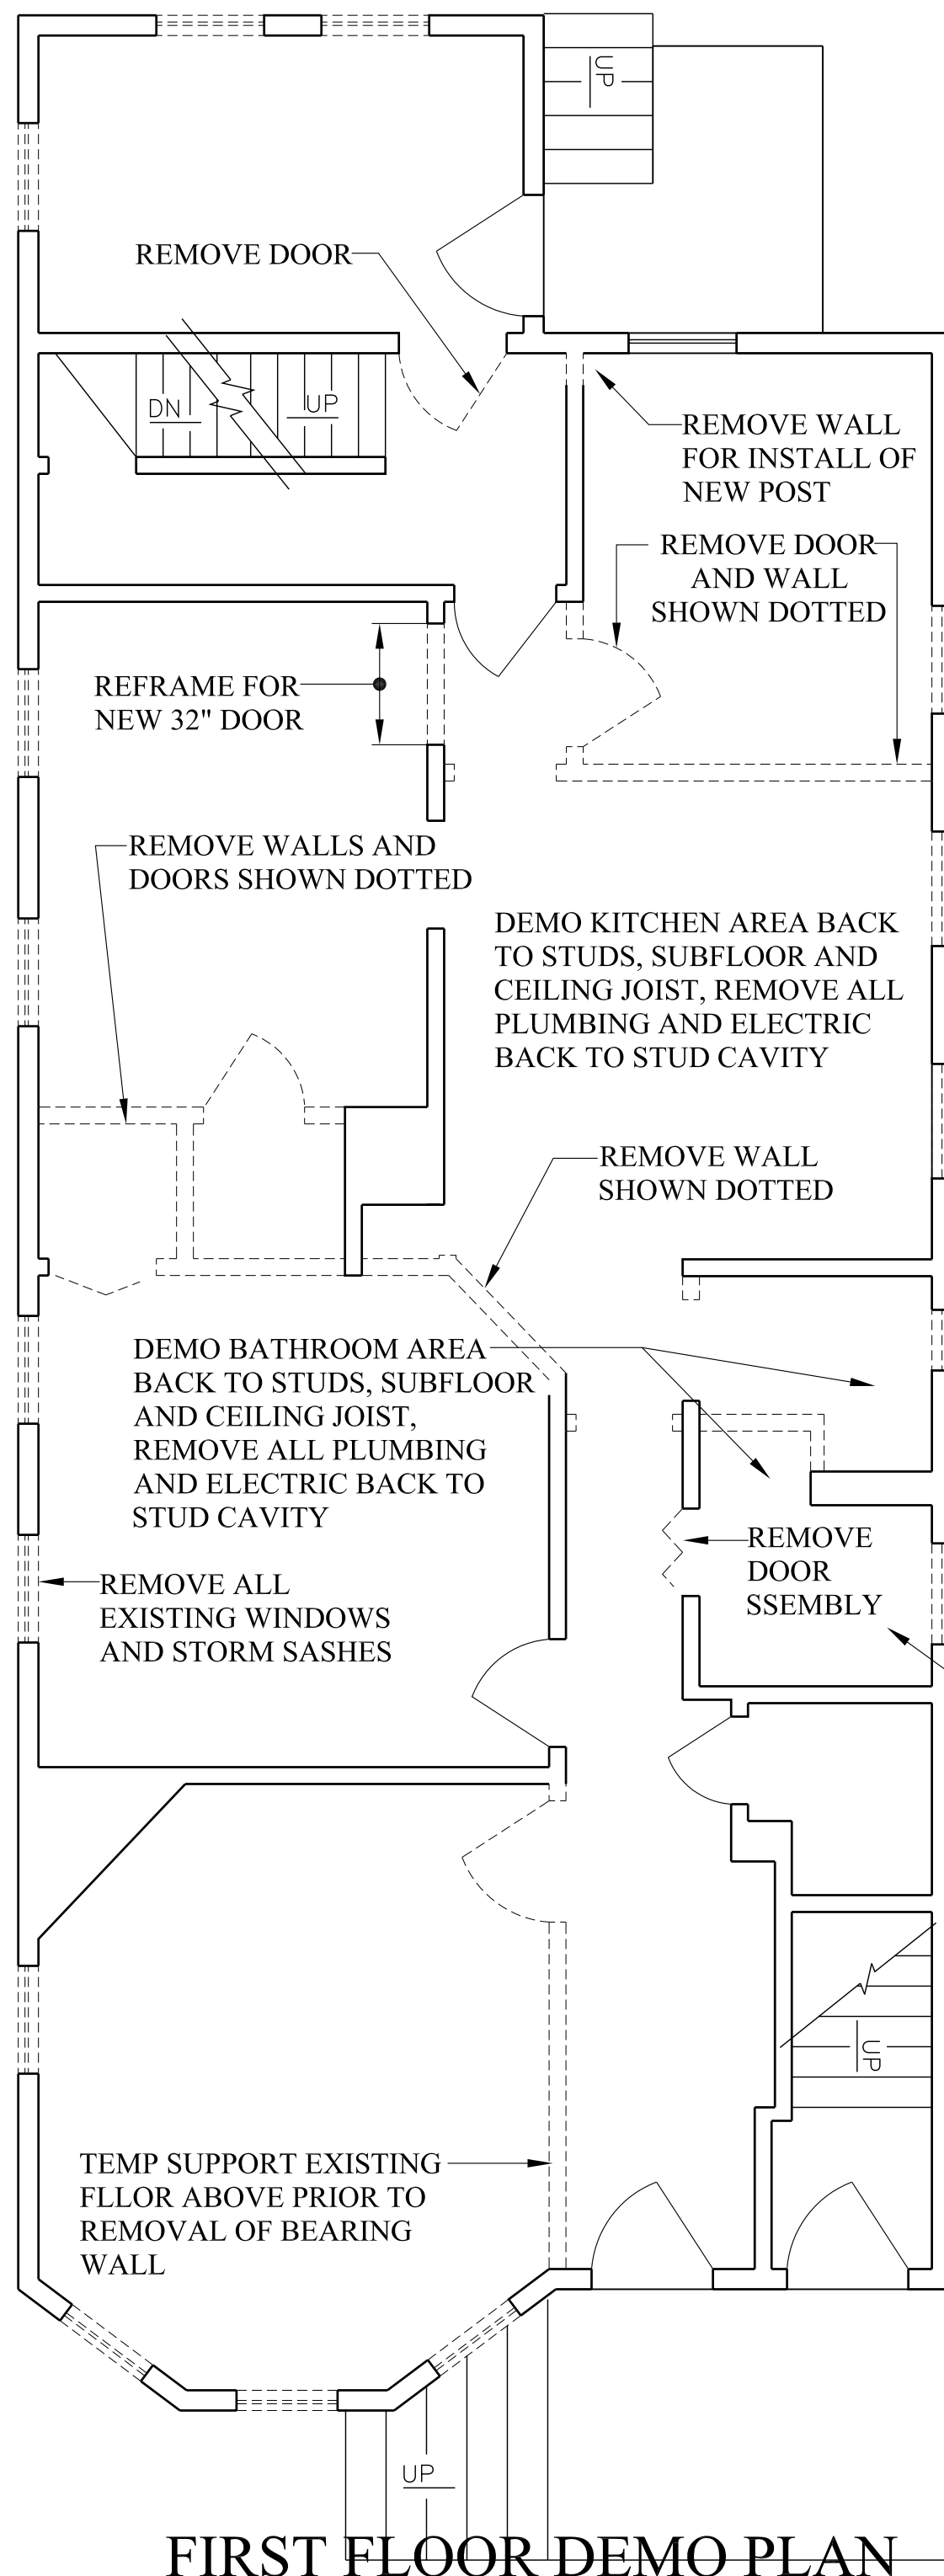 UP
REMOVE DOOR
DN
UP
REMOVE WALL
FOR INSTALL OF
NEW POST
REMOVE DOOR
AND WALL
SHOWN DOTTED
REFRAME FOR
NEW 32" DOOR
REMOVE WALLS AND
DOORS SHOWN DOTTED
DEMO KITCHEN AREA BACK
TO STUDS, SUBFLOOR AND
CEILING JOIST, REMOVE ALL
PLUMBING AND ELECTRIC
BACK TO STUD CAVITY
REMOVE WALL
SHOWN DOTTED
DEMO BATHROOM AREA
BACK TO STUDS, SUBFLOOR
AND CEILING JOIST,
REMOVE ALL PLUMBING
AND ELECTRIC BACK TO
STUD CAVITY
REMOVE
DOOR
SSEMBLY
REMOVE ALL
EXISTING WINDOWS
AND STORM SASHES
UP
TEMP SUPPORT EXISTING
FLLOR ABOVE PRIOR TO
REMOVAL OF BEARING
WALL
UP
FIRST FLOOR DEMO PLAN